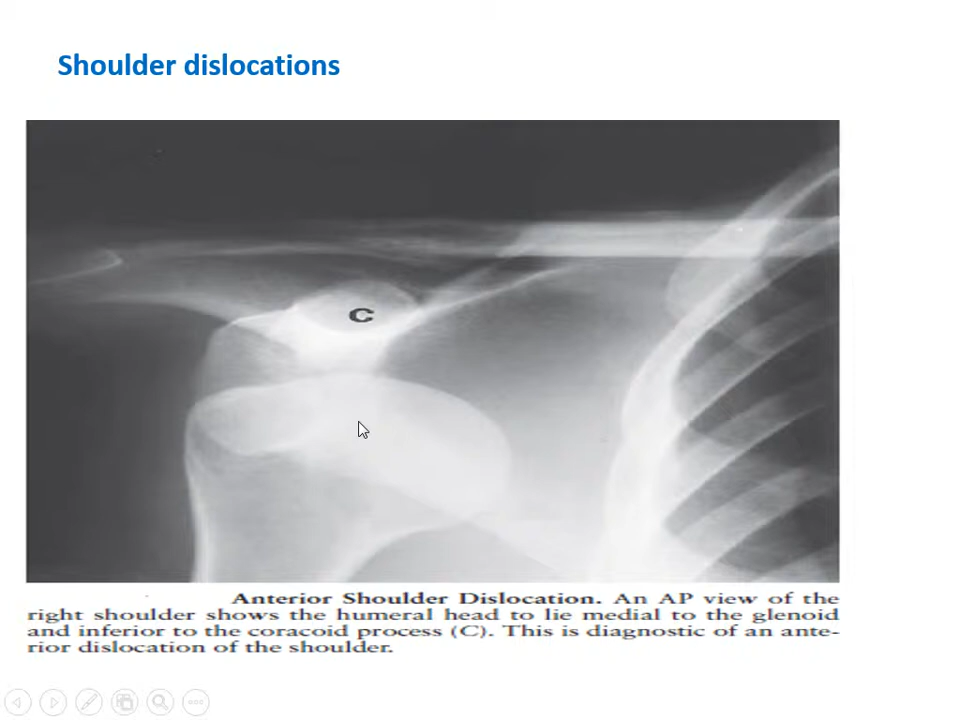 Shoulder dislocations
C
Anterior Shoulder Dislocation. An AP view of the
right shoulder shows the humeral head to lie medial to the glenoid
and inferior to the coracoid process (C). This is diagnostic of an ante-
rior dislocation of the shoulder.